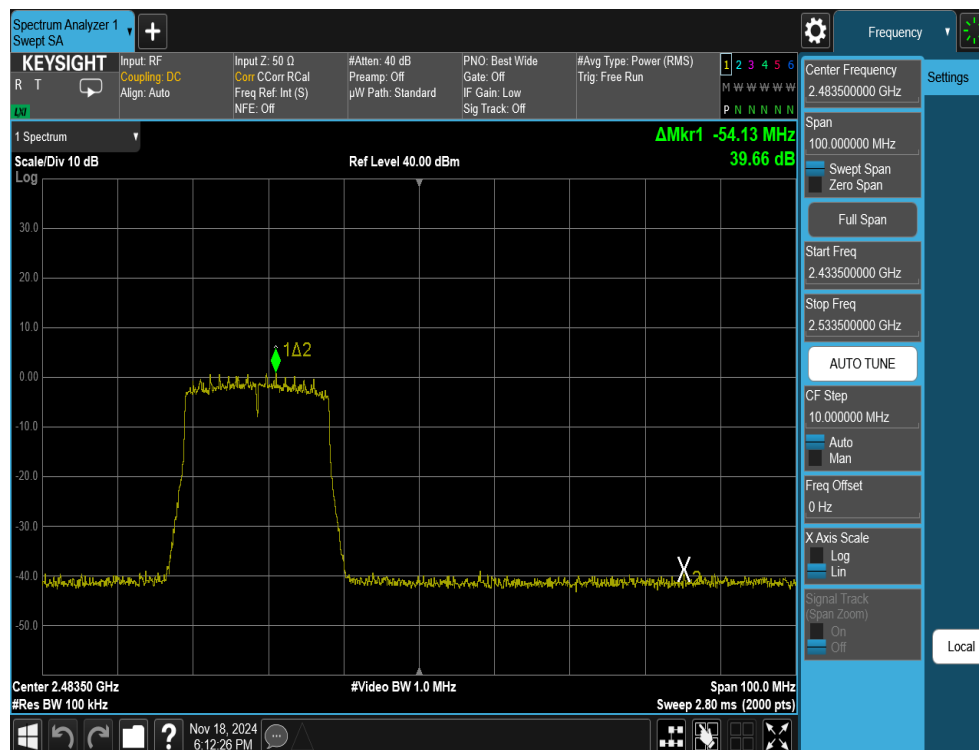 Spectrum Analyzer 1
Swept SA
+
Frequency
KEYSIGHT
R T
LXI
Input: RF
Coupling: DC
Align: Auto
Input Z: 50 Ω
Corr CCorr RCal
Freq Ref: Int (S)
NFE: Off
#Atten: 40 dB
Preamp: Off
µW Path: Standard
PNO: Best Wide
Gate: Off
IF Gain: Low
Sig Track: Off
#Avg Type: Power (RMS)
Trig: Free Run
1 2 3 4 5 6
M W W W W W
P N N N N N
1 Spectrum
ΔMkr1 -54.13 MHz
39.66 dB
Scale/Div 10 dB
Ref Level 40.00 dBm
Log
30.0
20.0
10.0
0.00
-10.0
-20.0
-30.0
-40.0
-50.0
1Δ2
X2
Center 2.48350 GHz
#Video BW 1.0 MHz
Span 100.0 MHz
#Res BW 100 kHz
Sweep 2.80 ms (2000 pts)
Center Frequency
2.483500000 GHz
Settings
Span
100.000000 MHz
Swept Span
Zero Span
Full Span
Start Freq
2.433500000 GHz
Stop Freq
2.533500000 GHz
AUTO TUNE
CF Step
10.000000 MHz
Auto
Man
Freq Offset
0 Hz
X Axis Scale
Log
Lin
Signal Track
(Span Zoom)
On
Off
Local
?
Nov 18, 2024
6:12:26 PM